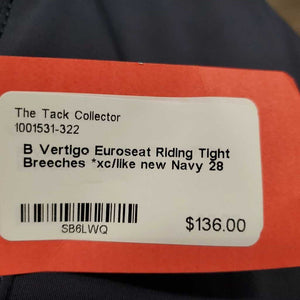 The Tack Collector
1001531-322
B Vertigo Euroseat Riding Tight
Breeches *xc/like new Navy 28
SB6LWQ
$136.00